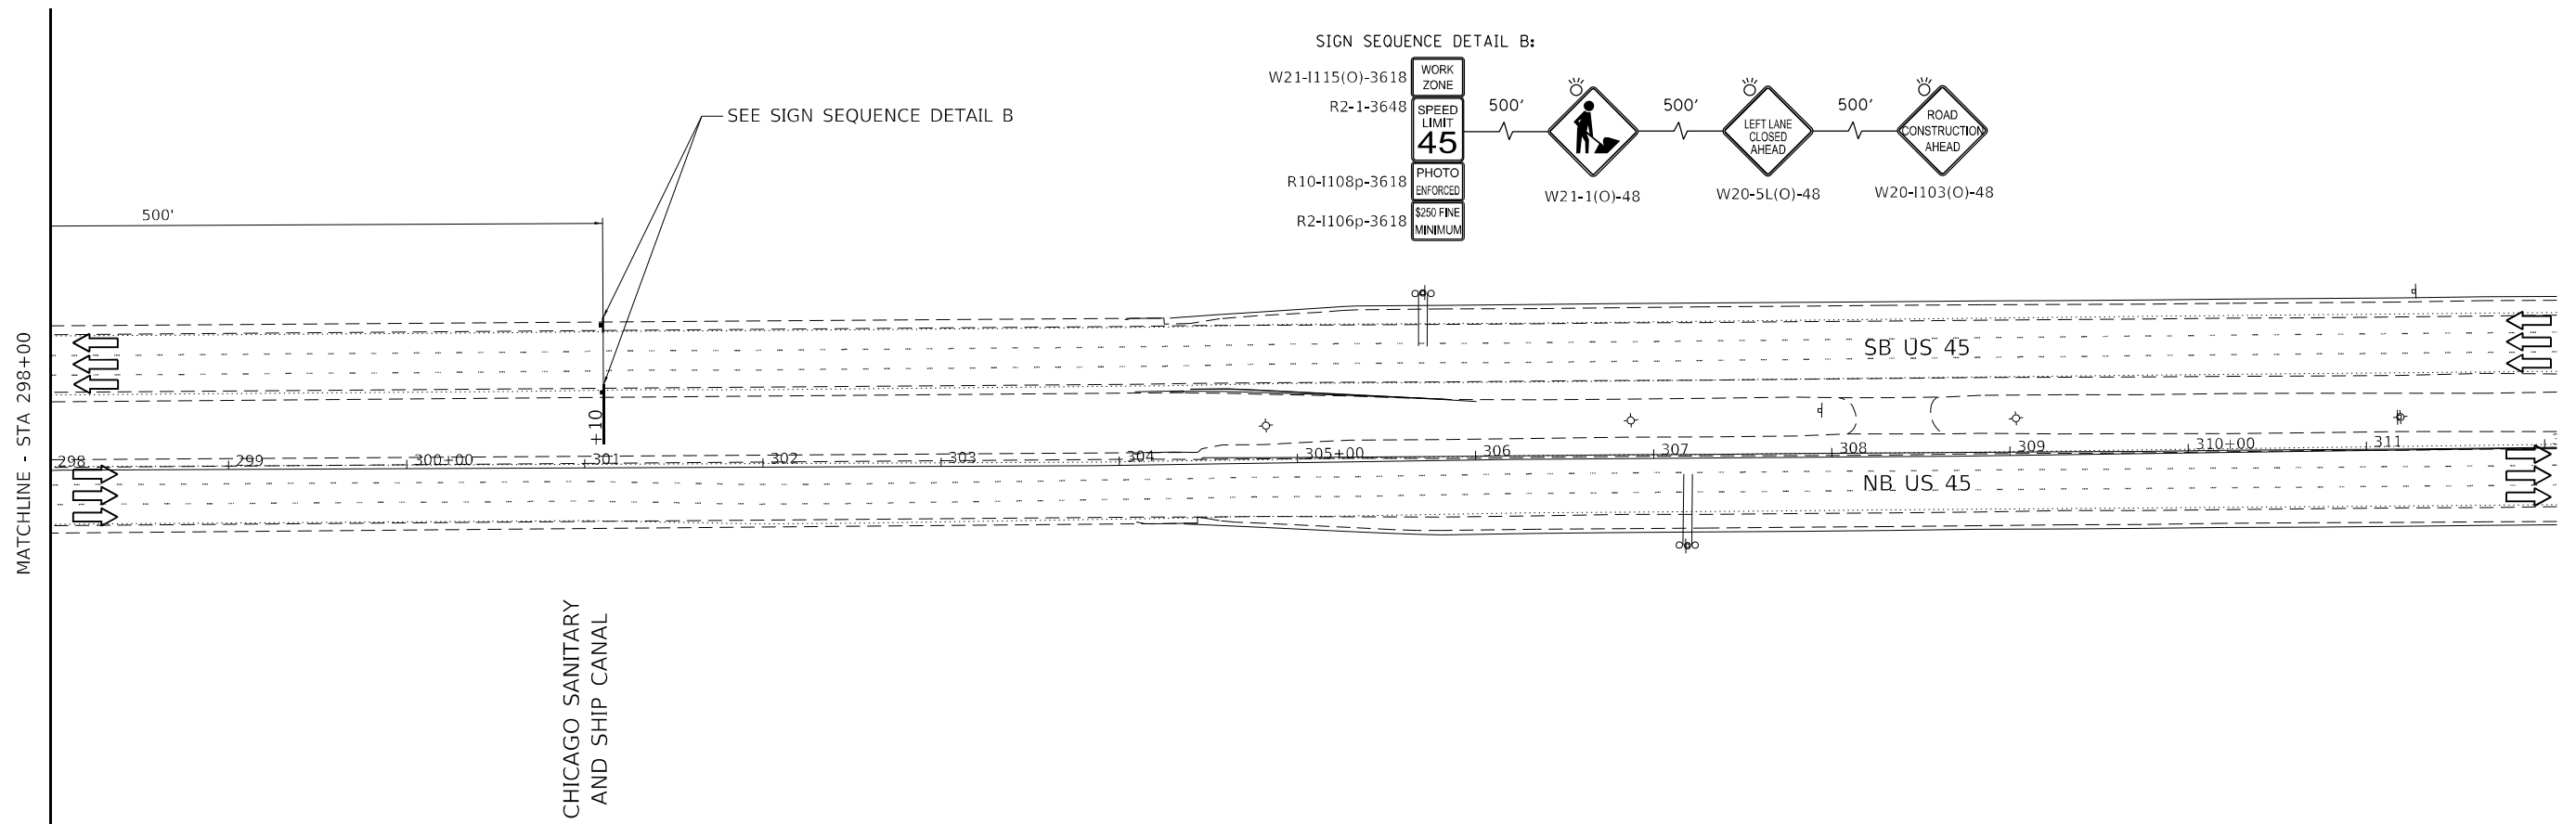 SIGN SEQUENCE DETAIL B:
W21-I115(O)-3618
WORK
ZONE
R2-1-3648
SPEED
LIMIT
45
R10-I108p-3618
PHOTO
ENFORCED
R2-I106p-3618
$250 FINE
MINIMUM
500'
W21-1(O)-48
500'
LEFT LANE
CLOSED
AHEAD
W20-5L(O)-48
500'
ROAD
CONSTRUCTION
AHEAD
W20-I103(O)-48
SEE SIGN SEQUENCE DETAIL B
500'
MATCHLINE - STA 298+00
SB US 45
+10
298 299 300+00 301 302 303 304 305+00 306 307 308 309 310+00 311
NB US 45
CHICAGO SANITARY
AND SHIP CANAL